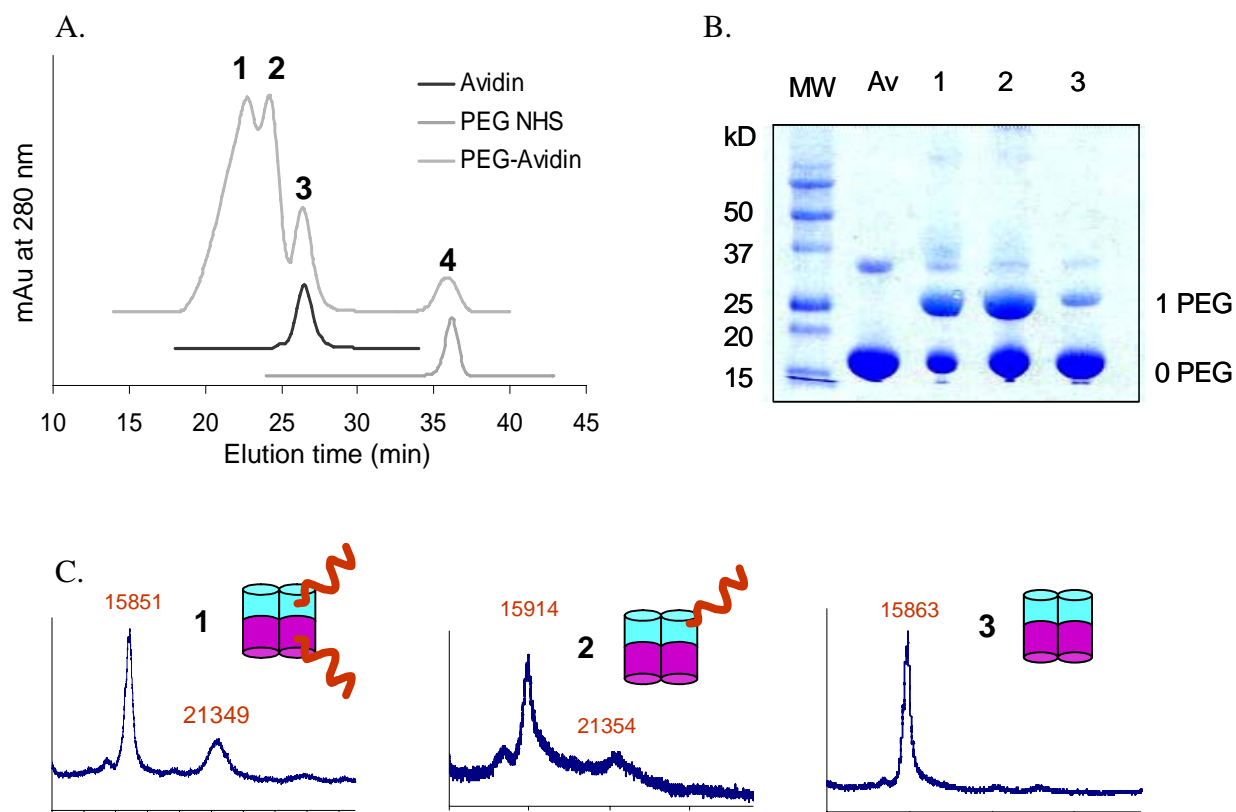 A.
1 2
3
4
Avidin
PEG NHS
PEG-Avidin
mAu at 280 nm
10 15 20 25 30 35 40 45
Elution time (min)
B.
MW Av 1 2 3
kD
50
37
25
20
15
1 PEG
0 PEG
C.
15851
1
21349
15914
2
21354
15863
3